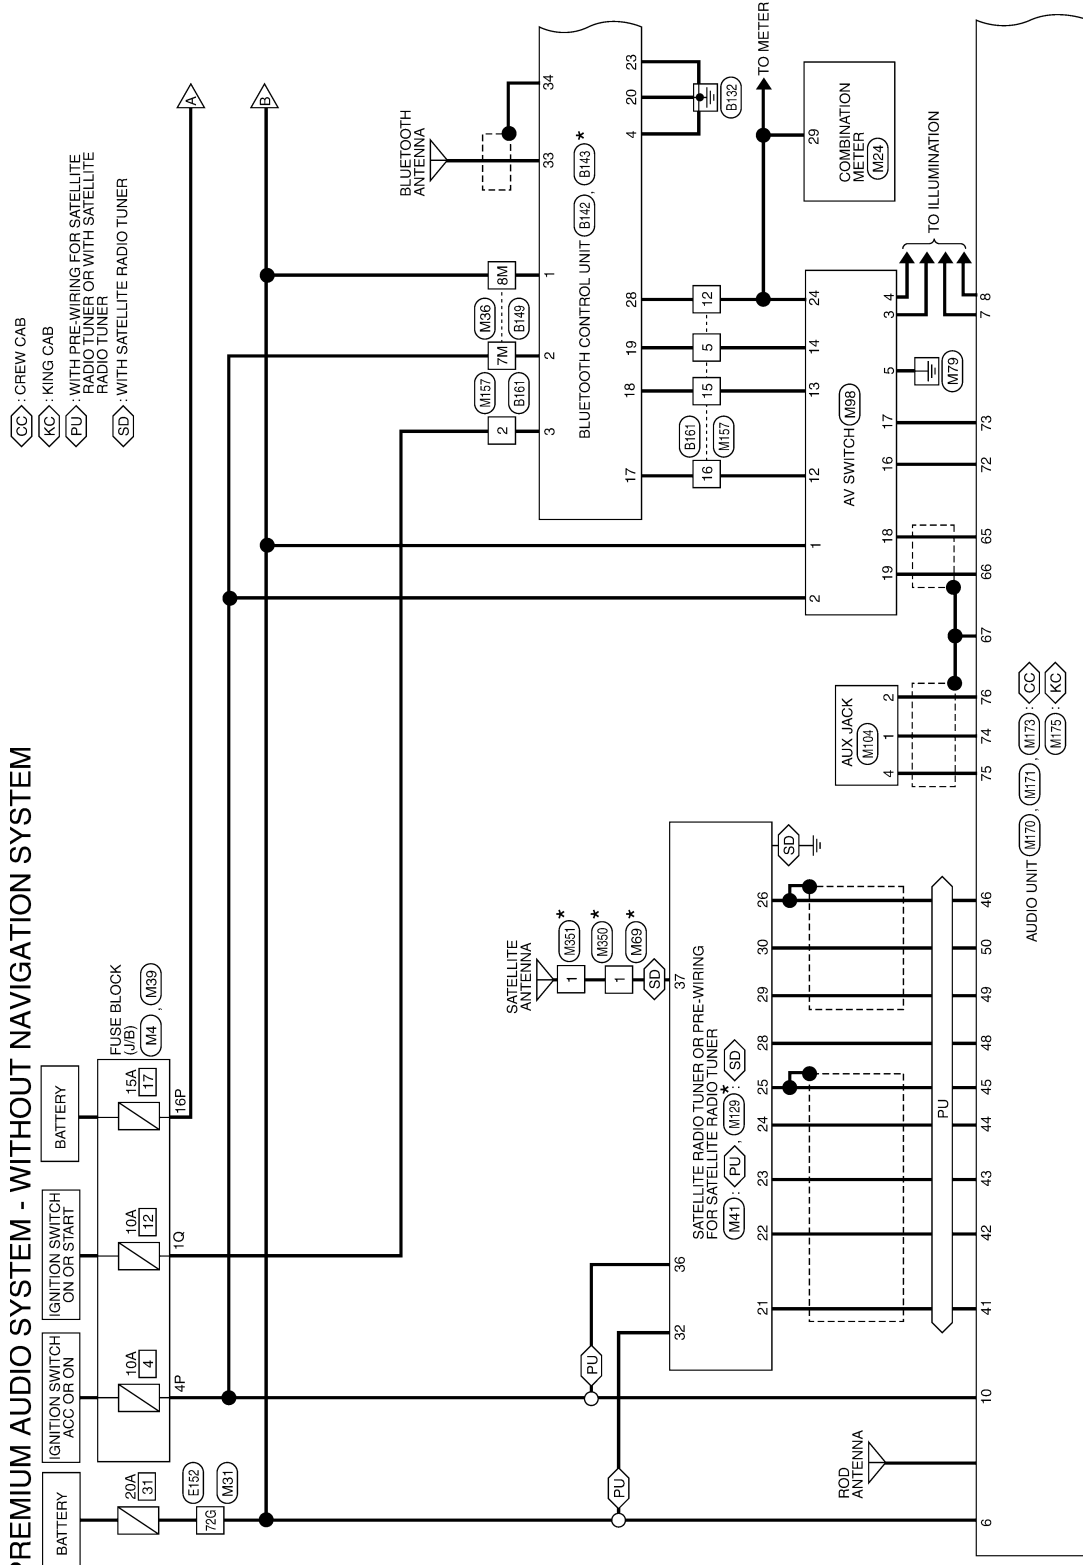 PREMIUM AUDIO SYSTEM - WITHOUT NAVIGATION SYSTEM
CC : CREW CAB
KC : KING CAB
PU : WITH PRE-WIRING FOR SATELLITE
RADIO TUNER OR WITH SATELLITE
RADIO TUNER
SD : WITH SATELLITE RADIO TUNER
BATTERY
IGNITION SWITCH
ACC OR ON
IGNITION SWITCH
ON OR START
BATTERY
20A
31
10A
4
10A
12
15A
17
FUSE BLOCK
(J/B)
M4 , M39
4P
1Q
16P
E152
72G
M31
A
B
BLUETOOTH
ANTENNA
M157
M36
2
7M
8M
B161
B149
3
2
1
33
34
BLUETOOTH CONTROL UNIT B142 , B143 *
17
18
19
28
4
20
23
B132
B161
16
15
5
12
M157
TO METER
12
13
14
24
29
COMBINATION
METER
M24
2
1
AV SWITCH M98
19
18
16
17
5
3
4
M79
TO ILLUMINATION
SATELLITE
ANTENNA
1
M351 *
1
M350 *
M69 *
SD
PU
PU
32
36
37
SATELLITE RADIO TUNER OR PRE-WIRING
FOR SATELLITE RADIO TUNER
M41 : PU , M129 * : SD
21
22
23
24
25
28
29
30
26
SD
AUX JACK
M104
4
1
2
ROD
ANTENNA
PU
6
10
41
42
43
44
45
48
49
50
46
75
74
76
67
66
65
72
73
7
8
AUDIO UNIT M170 , M171 , M173 : CC
M175 : KC